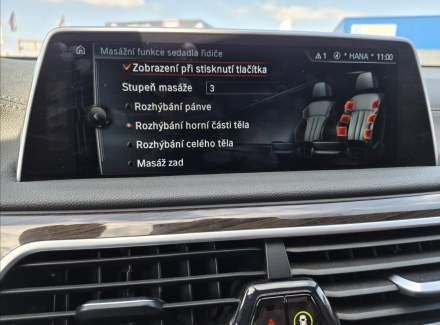 Masážní funkce sedadla řidiče
1 * HANA * 11:00
Zobrazení při stisknutí tlačítka
Stupeň masáže 3
Rozhýbání pánve
Rozhýbání horní části těla
Rozhýbání celého těla
Masáž zad